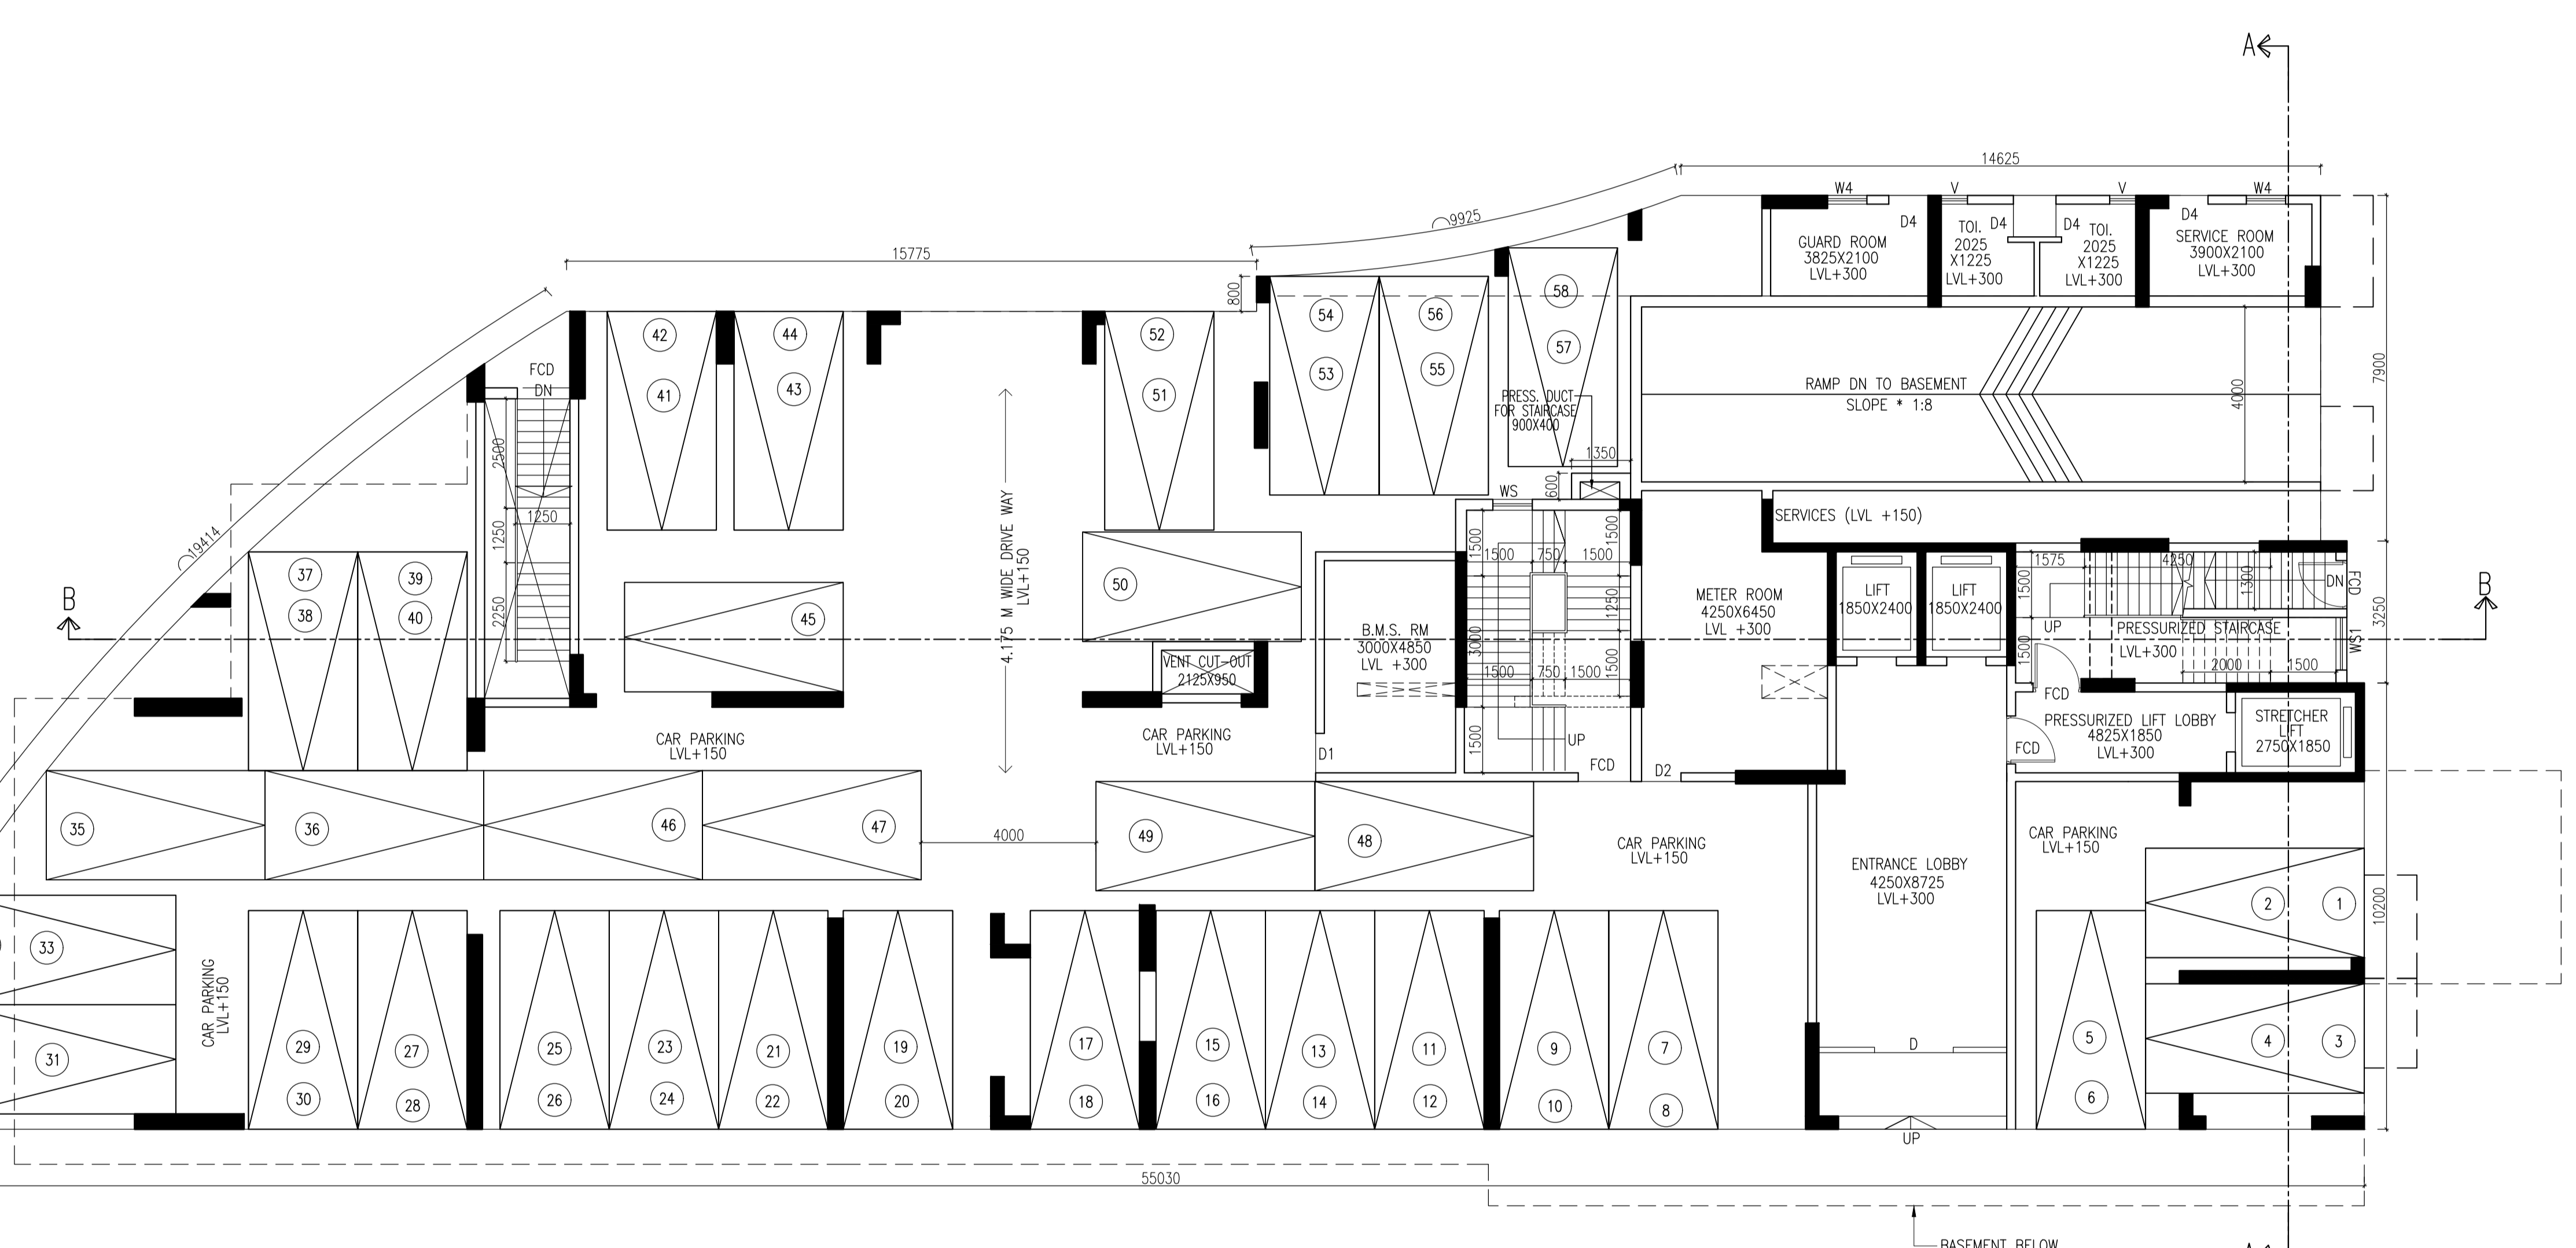 A
14625
9925
15775
W4
V
V
W4
D4
D4
D4
D4
GUARD ROOM
3825X2100
LVL+300
TOI.
2025
X1225
LVL+300
TOI.
2025
X1225
LVL+300
SERVICE ROOM
3900X2100
LVL+300
800
19414
42
41
44
43
52
51
54
53
56
55
58
57
FCD
DN
2500
1250
1250
2250
PRESS. DUCT
FOR STAIRCASE
900X400
1350
600
RAMP DN TO BASEMENT
SLOPE * 1:8
4000
7900
4.175 M WIDE DRIVE WAY
LVL+150
WS
SERVICES (LVL +150)
37
38
39
40
45
50
B
B
B.M.S. RM
3000X4850
LVL +300
1500
1500
750
1500
1500
1250
3000
1500
1500
750
1500
1500
UP
FCD
METER ROOM
4250X6450
LVL +300
LIFT
1850X2400
LIFT
1850X2400
1575
4250
1500
1300
DN
FCD
UP
PRESSURIZED STAIRCASE
LVL+300
1500
2000
1500
WS1
3250
VENT CUT-OUT
2125X950
CAR PARKING
LVL+150
CAR PARKING
LVL+150
D1
D2
FCD
FCD
PRESSURIZED LIFT LOBBY
4825X1850
LVL+300
STRETCHER
LIFT
2750X1850
35
36
46
47
4000
49
48
CAR PARKING
LVL+150
ENTRANCE LOBBY
4250X8725
LVL+300
CAR PARKING
LVL+150
2
1
10200
33
31
CAR PARKING
LVL+150
29
30
27
28
25
26
23
24
21
22
19
20
17
18
15
16
13
14
11
12
9
10
7
8
D
UP
5
6
4
3
55030
BASEMENT BELOW